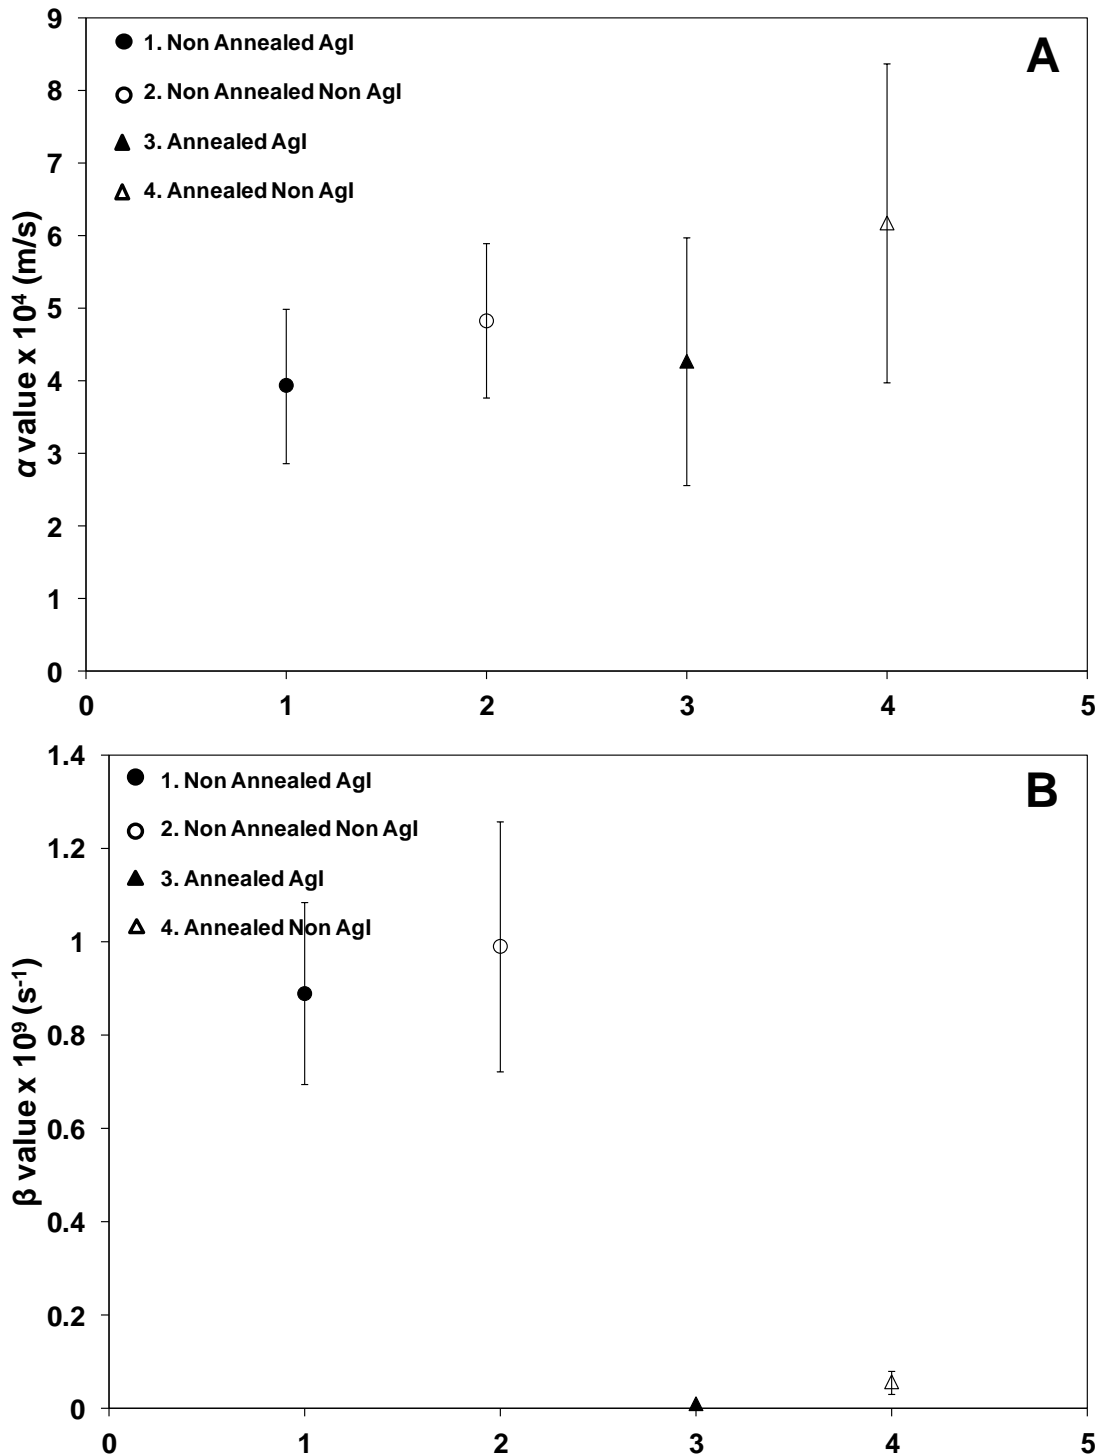 A
1. Non Annealed AgI
2. Non Annealed Non AgI
3. Annealed AgI
4. Annealed Non AgI
α value x 10⁴ (m/s)
9
8
7
6
5
4
3
2
1
0
0 1 2 3 4 5
B
1. Non Annealed AgI
2. Non Annealed Non AgI
3. Annealed AgI
4. Annealed Non AgI
β value x 10⁹ (s⁻¹)
1.4
1.2
1
0.8
0.6
0.4
0.2
0
0 1 2 3 4 5